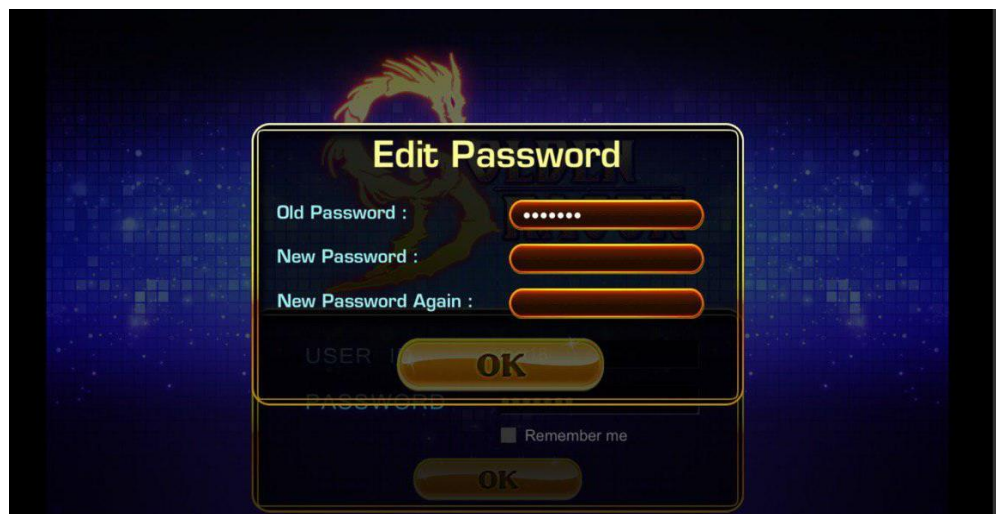 Edit Password
Old Password : •••••••
New Password :
New Password Again :
OK
USER
PASSWORD
Remember me
OK